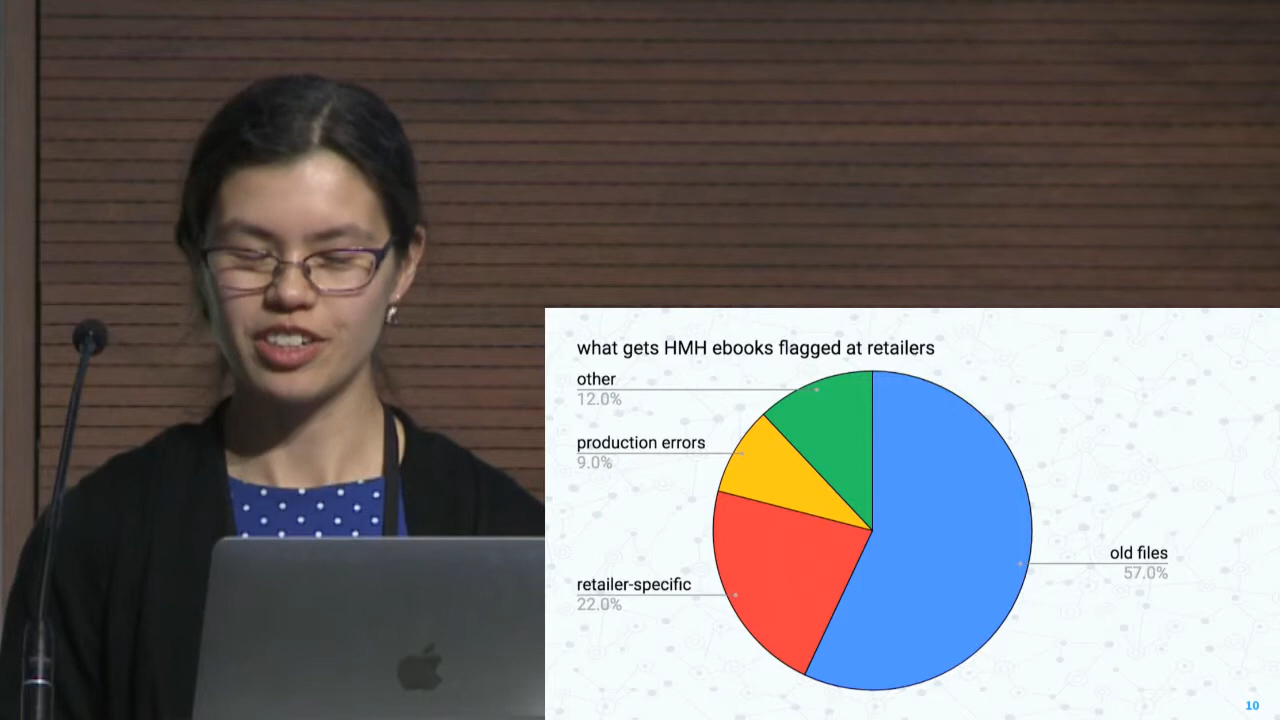 what gets HMH ebooks flagged at retailers
other
12.0%
production errors
9.0%
retailer-specific
22.0%
old files
57.0%
10